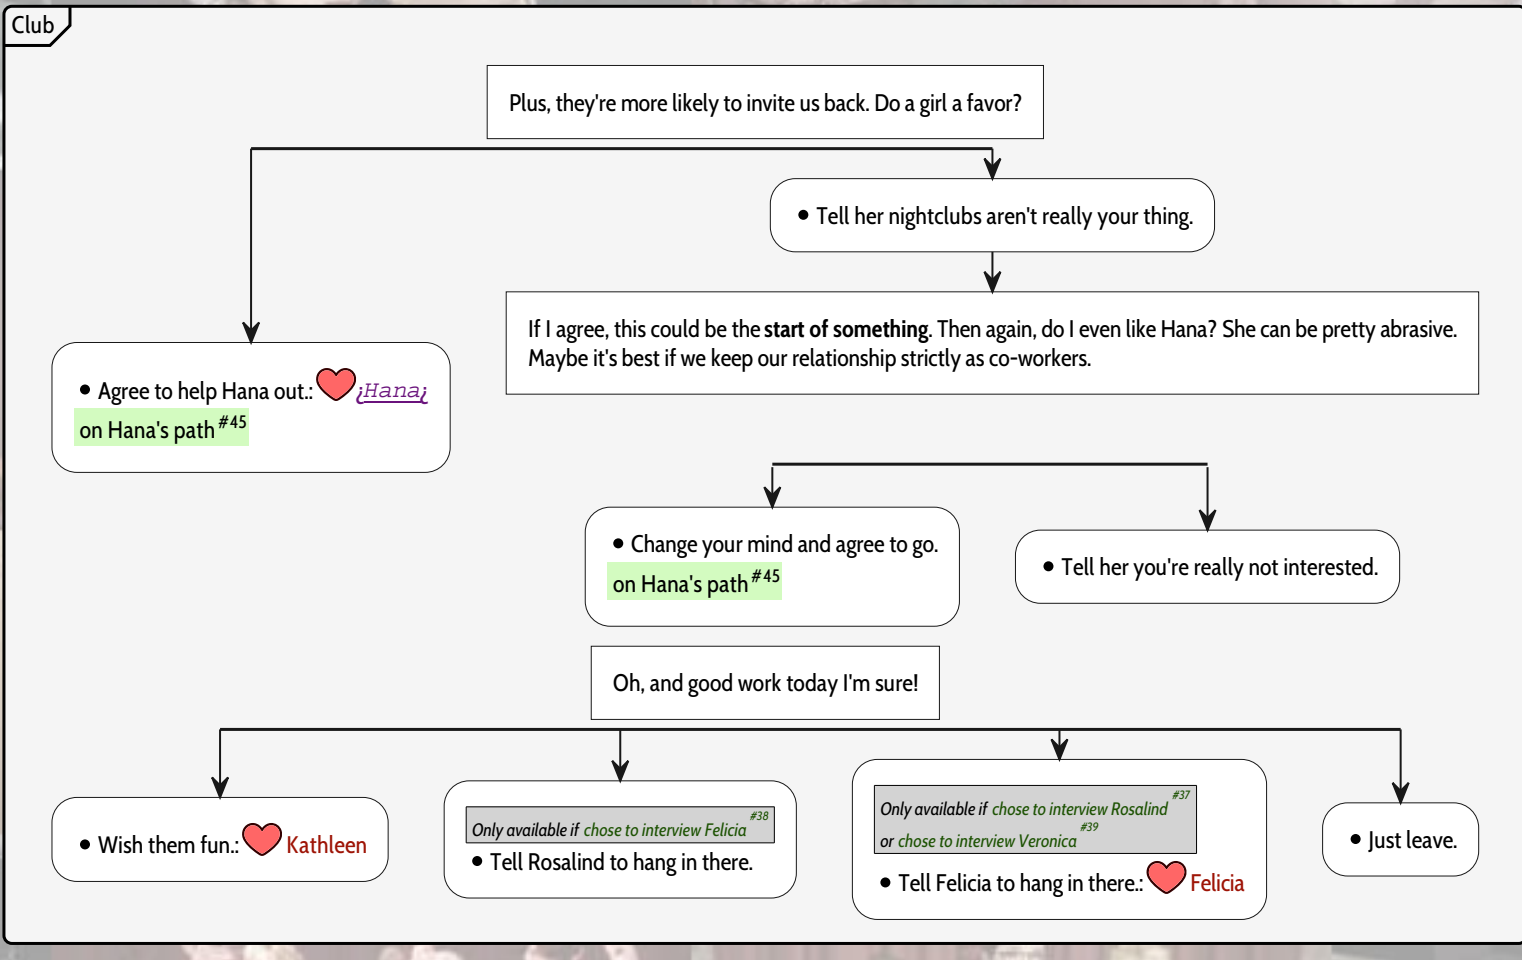 Club
Plus, they're more likely to invite us back. Do a girl a favor?
• Tell her nightclubs aren't really your thing.
If I agree, this could be the start of something. Then again, do I even like Hana? She can be pretty abrasive.
Maybe it's best if we keep our relationship strictly as co-workers.
• Agree to help Hana out.: ¿Hana¿
on Hana's path #45
• Change your mind and agree to go.
on Hana's path #45
• Tell her you're really not interested.
Oh, and good work today I'm sure!
• Wish them fun.: Kathleen
Only available if chose to interview Felicia #38
• Tell Rosalind to hang in there.
Only available if chose to interview Rosalind #37
or chose to interview Veronica #39
• Tell Felicia to hang in there.: Felicia
• Just leave.